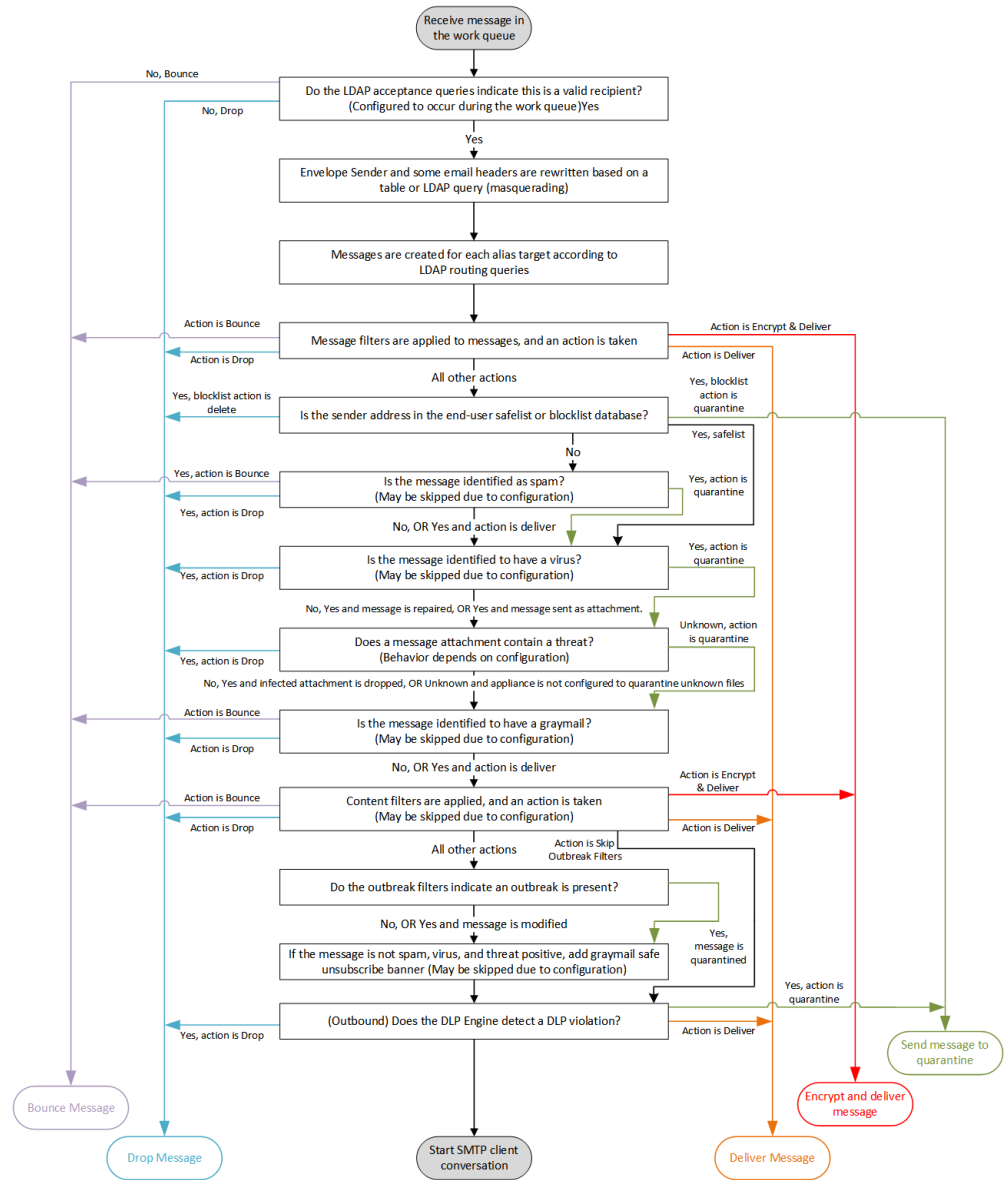 Receive message in
the work queue
No, Bounce
Do the LDAP acceptance queries indicate this is a valid recipient?
(Configured to occur during the work queue)Yes
No, Drop
Yes
Envelope Sender and some email headers are rewritten based on a
table or LDAP query (masquerading)
Messages are created for each alias target according to
LDAP routing queries
Action is Bounce
Action is Encrypt & Deliver
Message filters are applied to messages, and an action is taken
Action is Drop
Action is Deliver
All other actions
Yes, blocklist action is
delete
Yes, blocklist
action is
quarantine
Is the sender address in the end-user safelist or blocklist database?
Yes, safelist
No
Yes, action is Bounce
Is the message identified as spam?
(May be skipped due to configuration)
Yes, action is
quarantine
Yes, action is Drop
No, OR Yes and action is deliver
Is the message identified to have a virus?
(May be skipped due to configuration)
Yes, action is
quarantine
Yes, action is Drop
No, Yes and message is repaired, OR Yes and message sent as attachment.
Does a message attachment contain a threat?
(Behavior depends on configuration)
Unknown, action
is quarantine
Yes, action is Drop
No, Yes and infected attachment is dropped, OR Unknown and appliance is not configured to quarantine unknown files
Action is Bounce
Is the message identified to have a graymail?
(May be skipped due to configuration)
Action is Drop
No, OR Yes and action is deliver
Action is Encrypt
& Deliver
Action is Bounce
Content filters are applied, and an action is taken
(May be skipped due to configuration)
Action is Drop
Action is Deliver
All other actions
Action is Skip
Outbreak Filters
Do the outbreak filters indicate an outbreak is present?
No, OR Yes and message is modified
Yes,
message is
quarantined
If the message is not spam, virus, and threat positive, add graymail safe
unsubscribe banner (May be skipped due to configuration)
Yes, action is
quarantine
(Outbound) Does the DLP Engine detect a DLP violation?
Yes, action is Drop
Action is Deliver
Send message to
quarantine
Bounce Message
Encrypt and deliver
message
Drop Message
Start SMTP client
conversation
Deliver Message